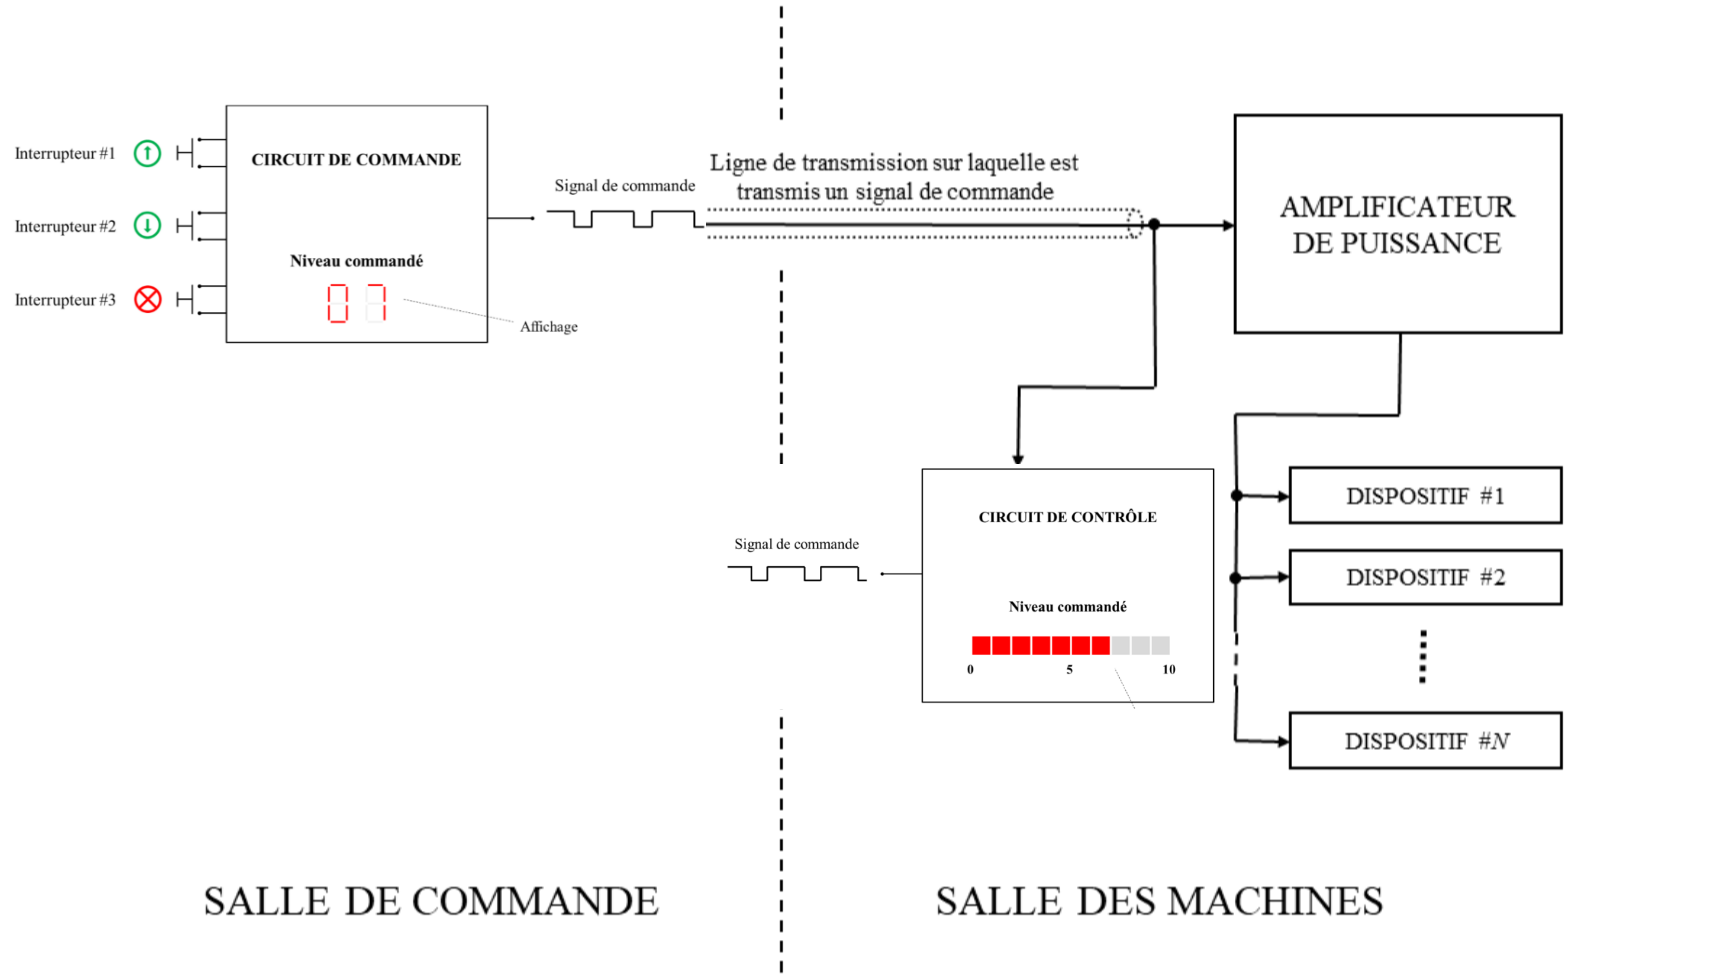 Interrupteur #1
Interrupteur #2
Interrupteur #3
CIRCUIT DE COMMANDE
Niveau commandé
07
Affichage
Signal de commande
Ligne de transmission sur laquelle est
transmis un signal de commande
AMPLIFICATEUR
DE PUISSANCE
Signal de commande
CIRCUIT DE CONTRÔLE
Niveau commandé
0 5 10
DISPOSITIF #1
DISPOSITIF #2
DISPOSITIF #N
SALLE DE COMMANDE
SALLE DES MACHINES